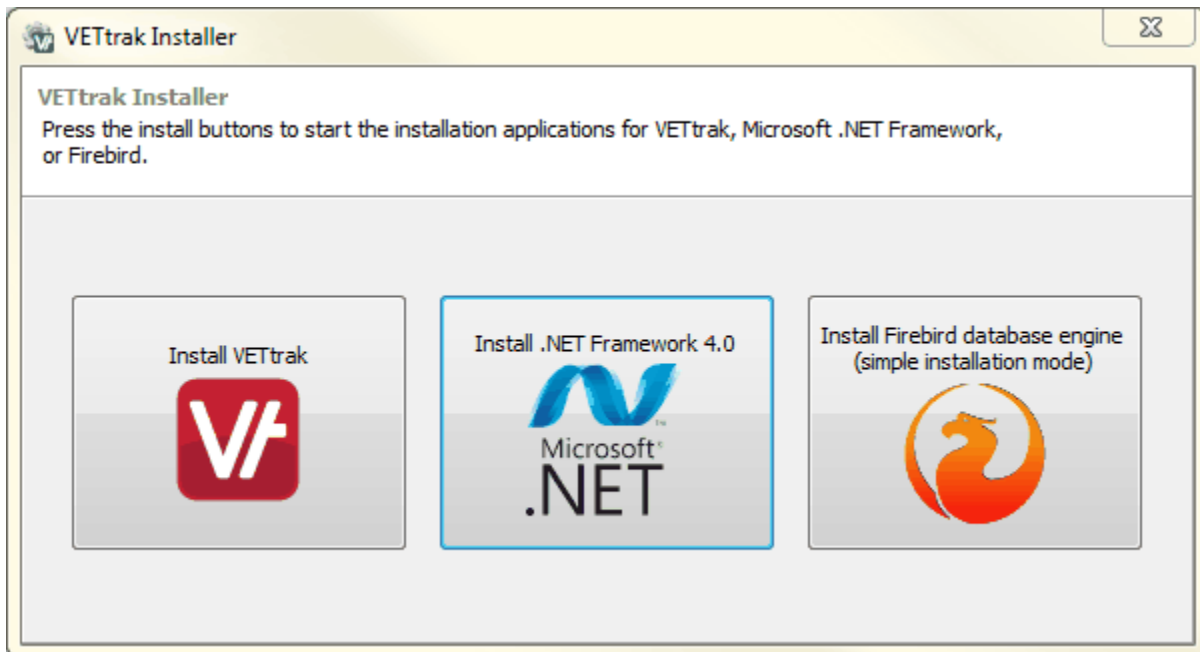 VETtrak Installer
VETtrak Installer
Press the install buttons to start the installation applications for VETtrak, Microsoft .NET Framework,
or Firebird.
Install VETtrak
Install .NET Framework 4.0
Microsoft®
.NET
Install Firebird database engine
(simple installation mode)